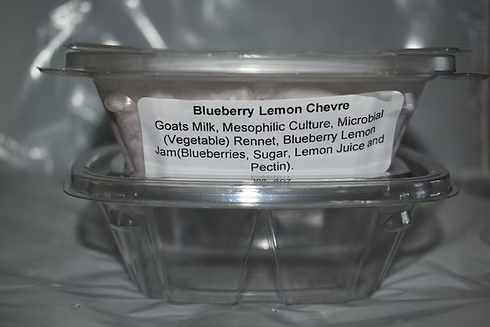 Blueberry Lemon Chevre
Goats Milk, Mesophilic Culture, Microbial
(Vegetable) Rennet, Blueberry Lemon
Jam(Blueberries, Sugar, Lemon Juice and
Pectin).